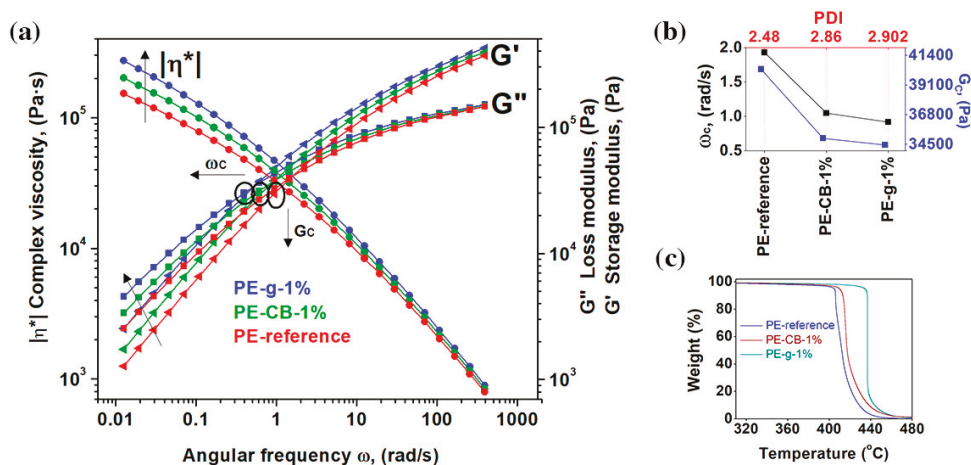 (a)
|η*| Complex viscosity, (Pa·s)
10⁵
10⁴
10³
|η*|
G'
G"
ωc
Gc
PE-g-1%
PE-CB-1%
PE-reference
0.01 0.1 1 10 100 1000
Angular frequency ω, (rad/s)
10⁵
10⁴
10³
G" Loss modulus, (Pa)
G' Storage modulus, (Pa)
(b)
PDI
2.48 2.86 2.902
ωc, (rad/s)
2.0
1.5
1.0
0.5
41400
39100
36800
34500
Gc, (Pa)
PE-reference
PE-CB-1%
PE-g-1%
(c)
Weight (%)
100
80
60
40
20
0
PE-reference
PE-CB-1%
PE-g-1%
320 360 400 440 480
Temperature (°C)